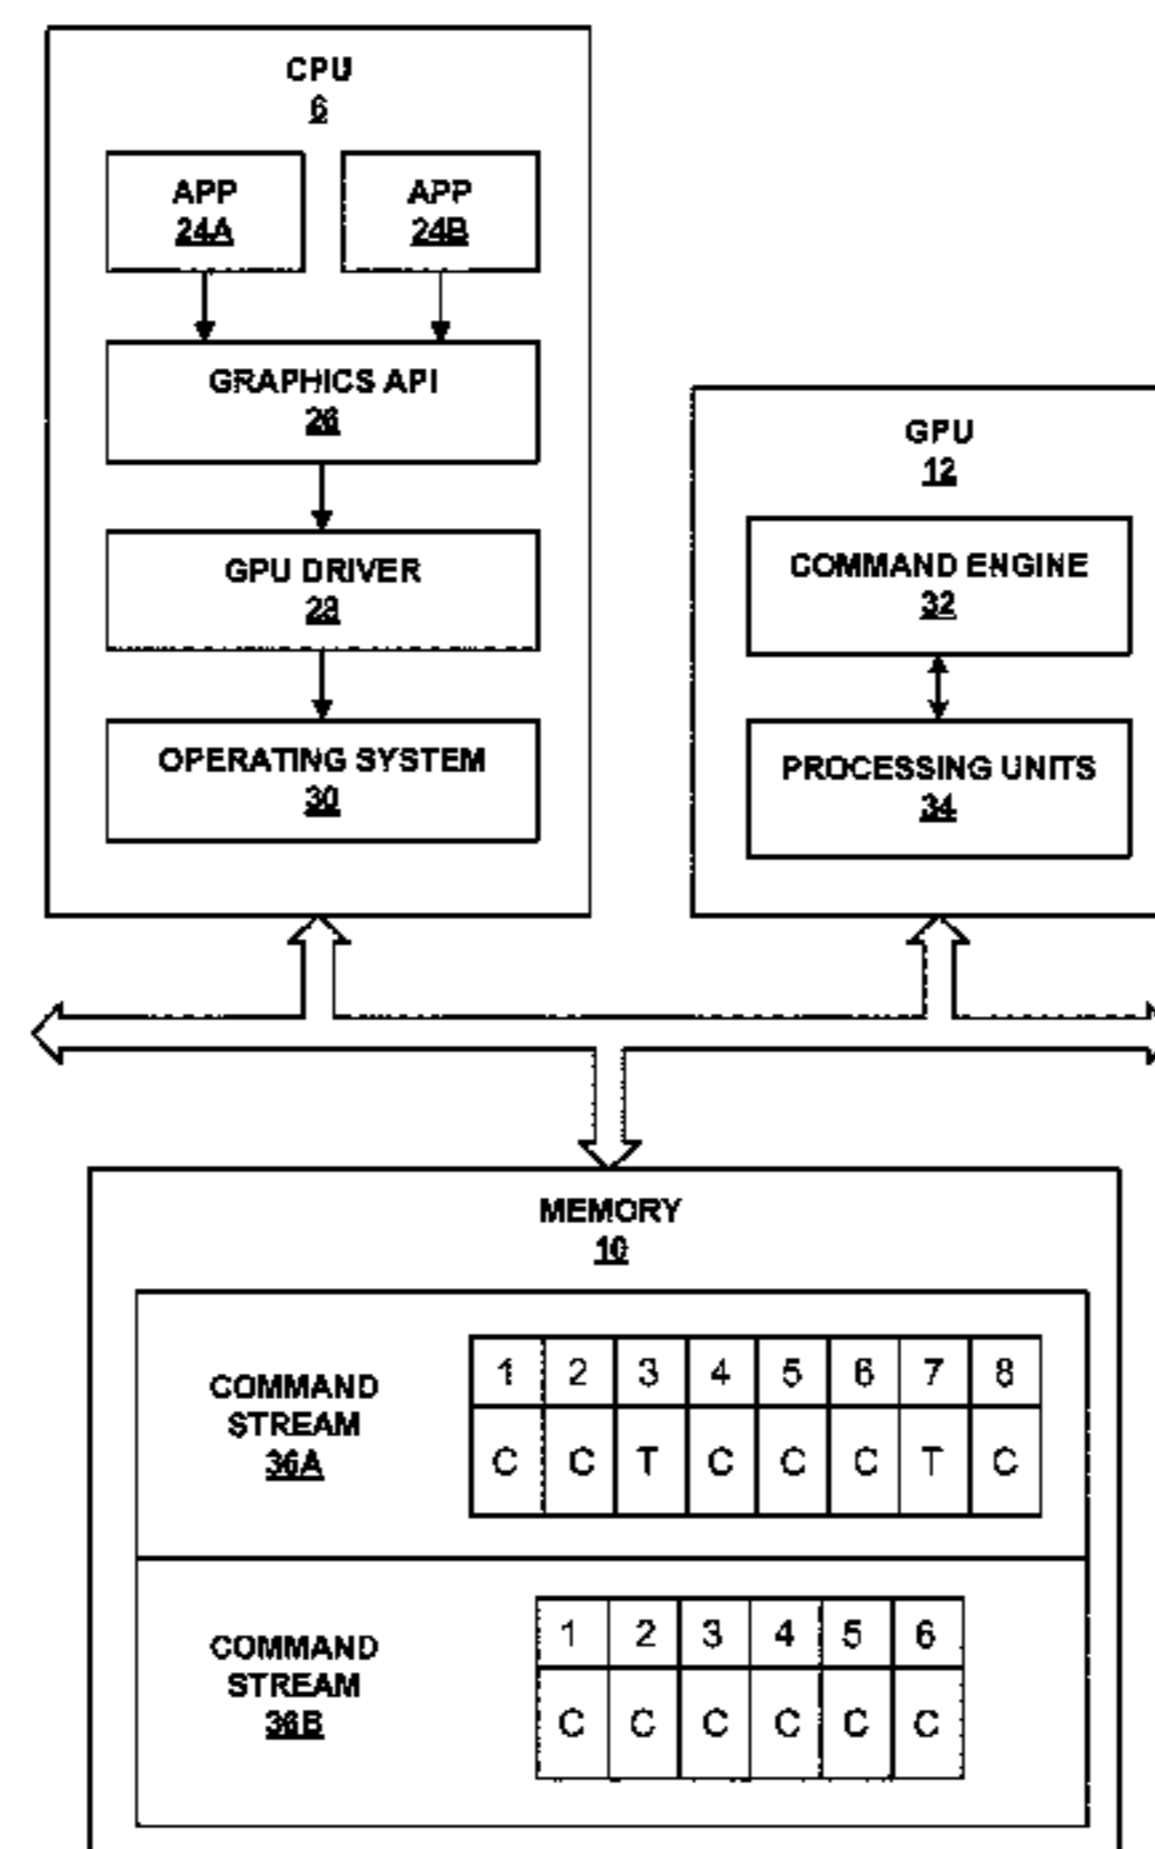 CPU
6
APP
24A
APP
24B
GRAPHICS API
26
GPU DRIVER
28
OPERATING SYSTEM
30
GPU
12
COMMAND ENGINE
32
PROCESSING UNITS
34
MEMORY
10
COMMAND
STREAM
36A
1 2 3 4 5 6 7 8
C C T C C C T C
COMMAND
STREAM
36B
1 2 3 4 5 6
C C C C C C